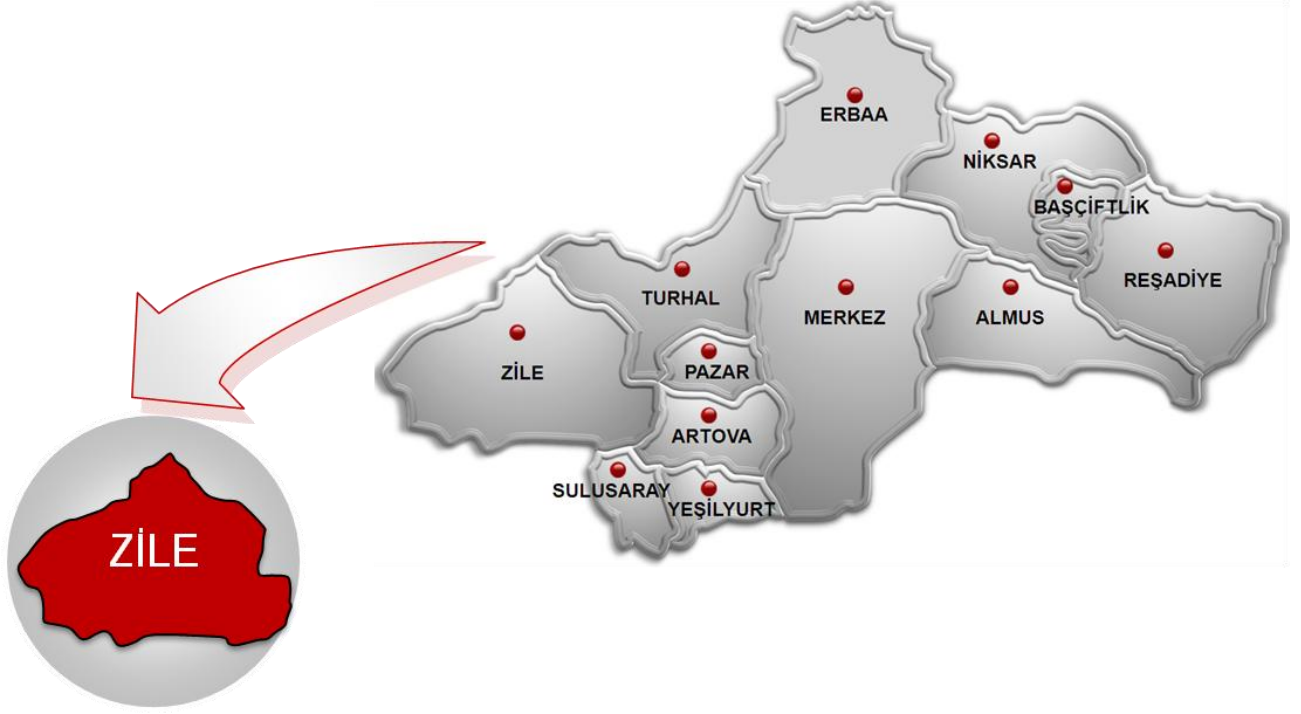 ERBAA
NİKSAR
BAŞÇİFTLİK
REŞADİYE
TURHAL
MERKEZ
ALMUS
ZİLE
PAZAR
ARTOVA
SULUSARAY
YEŞİLYURT
ZİLE